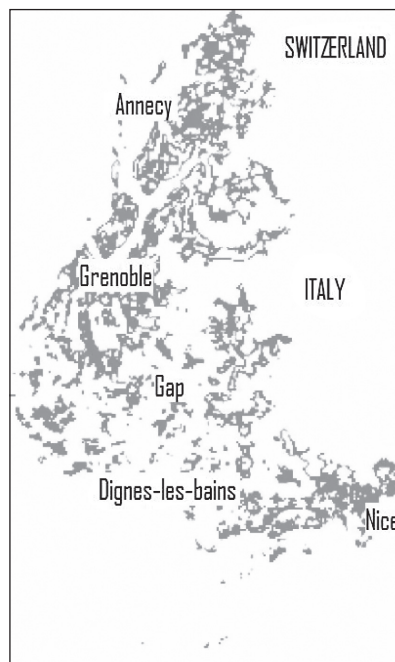 SWITZERLAND
Annecy
Grenoble
ITALY
Gap
Dignes-les-bains
Nice